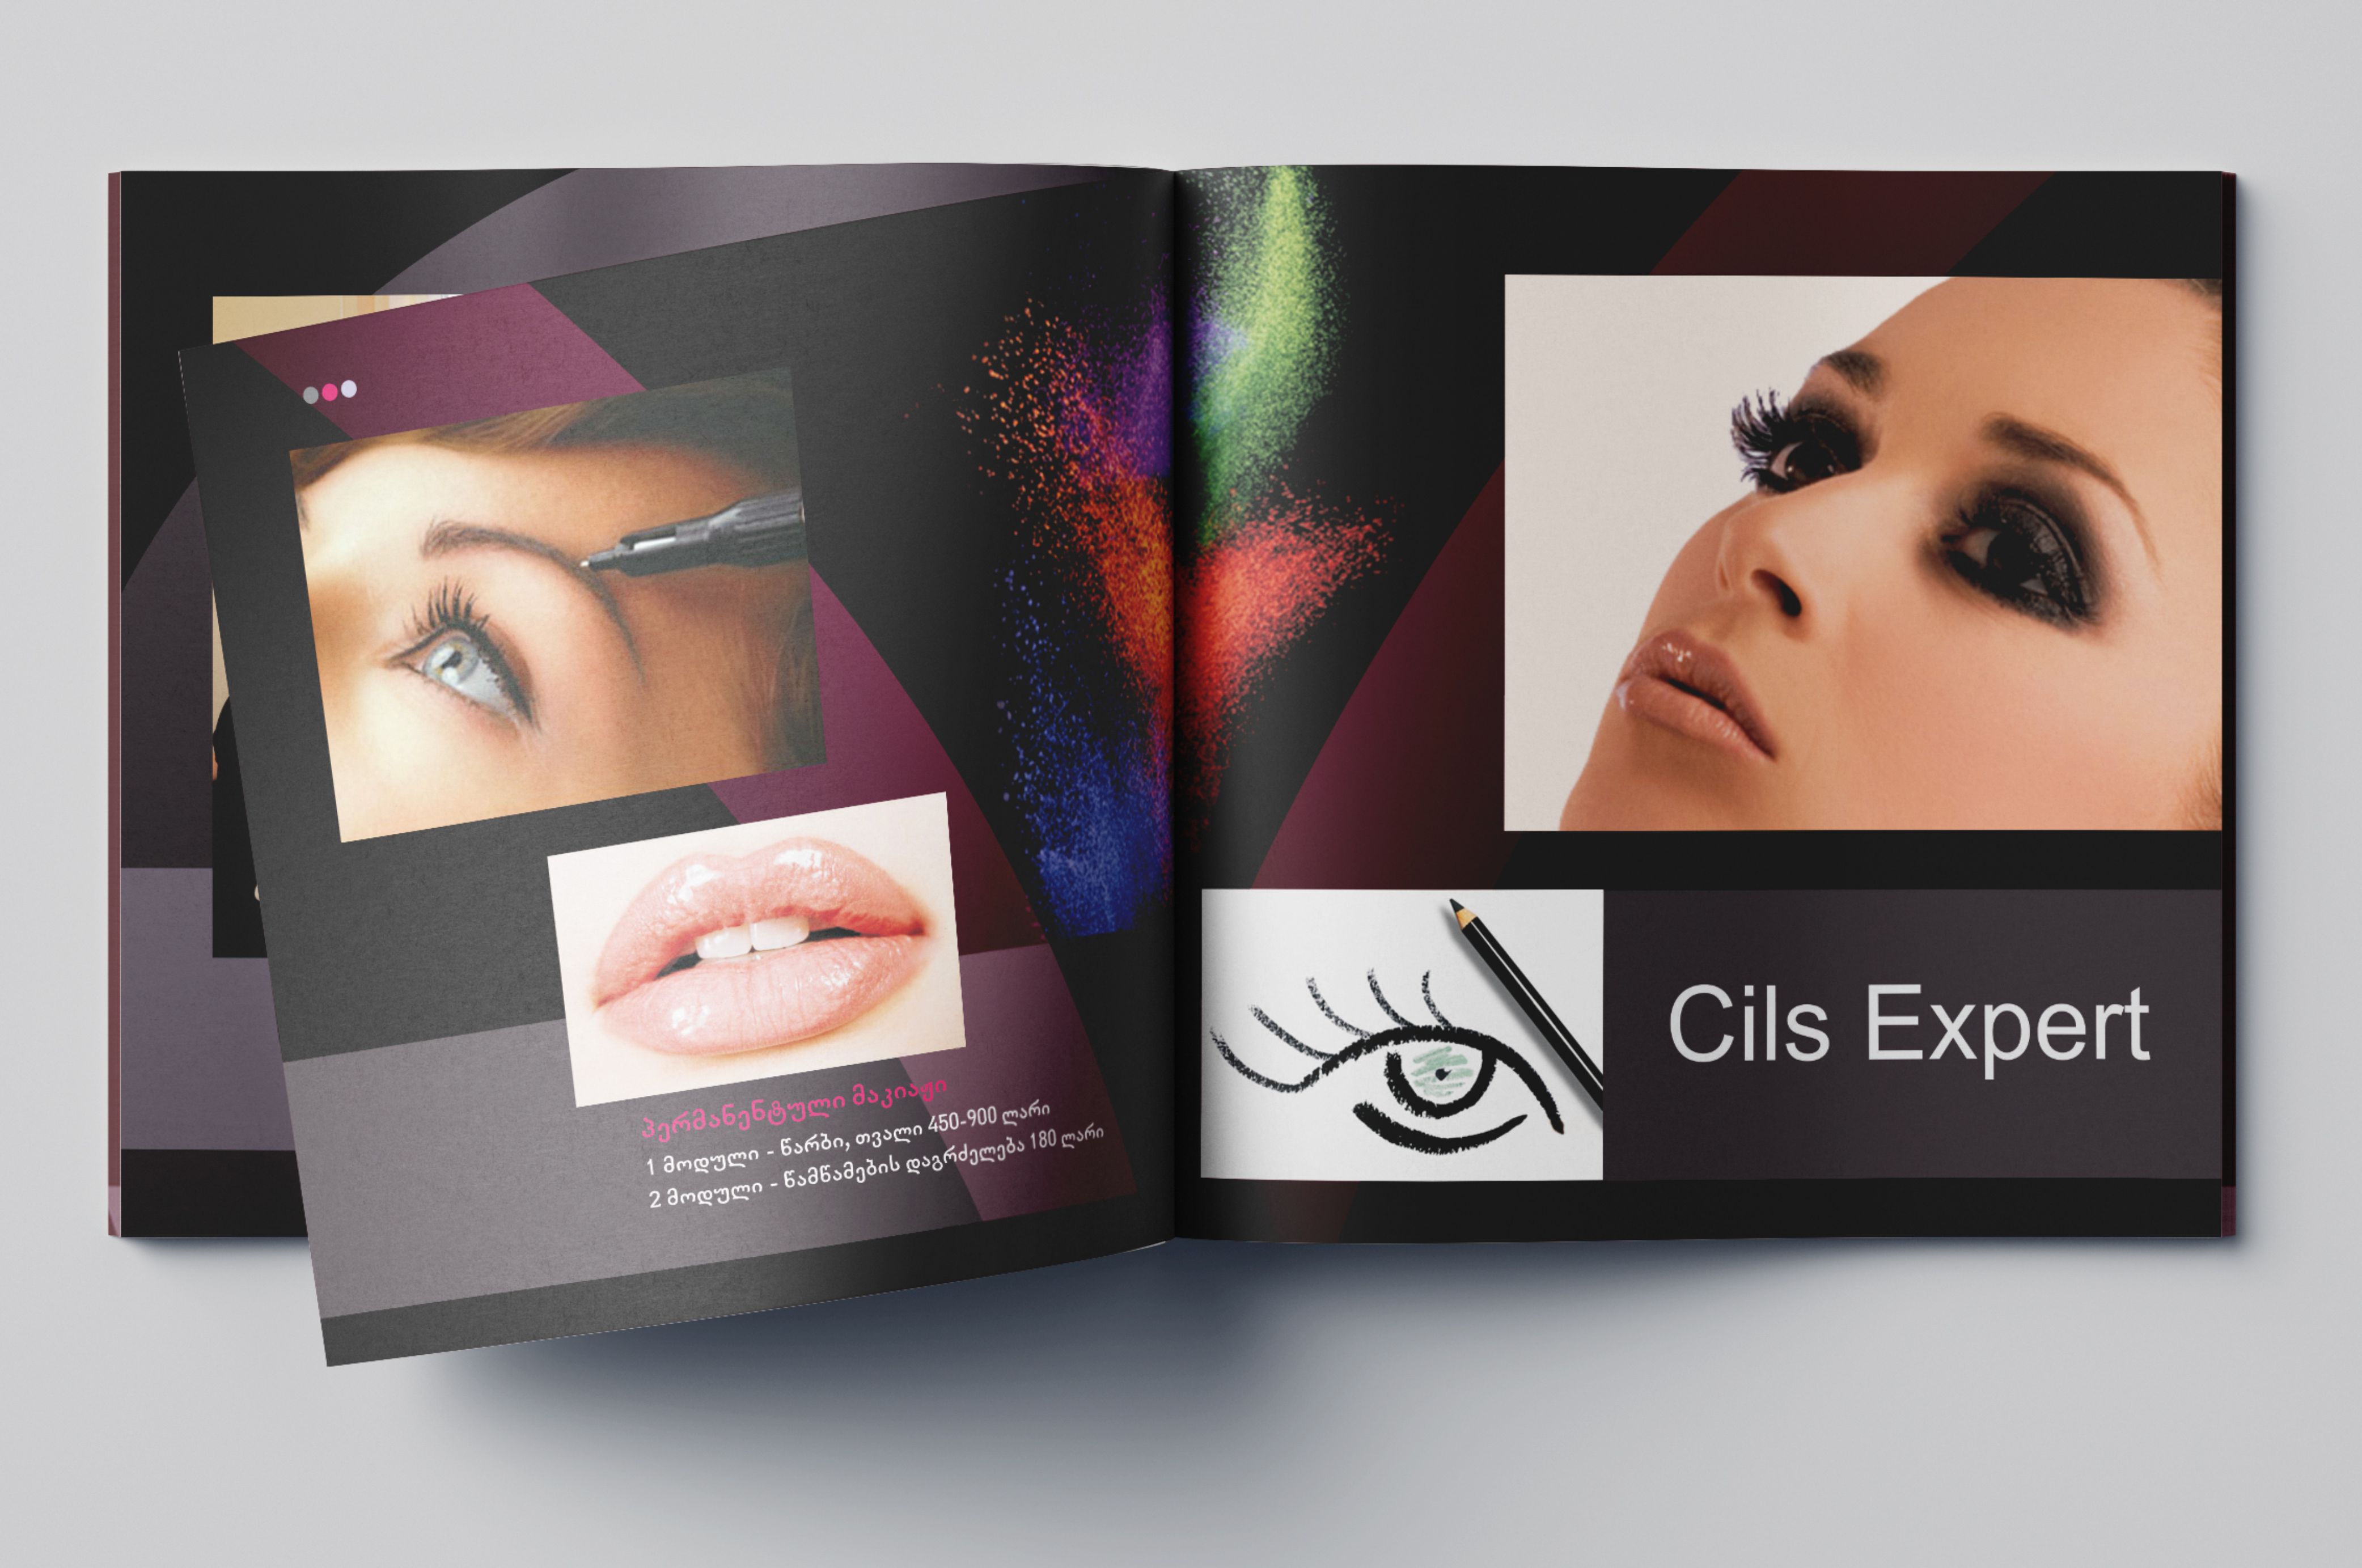 პერმანენტული მაკიაჟი
1 მოდული - წარბი, თვალი 450-900 ლარი
2 მოდული - წამწამების დაგრძელება 180 ლარი
Cils Expert